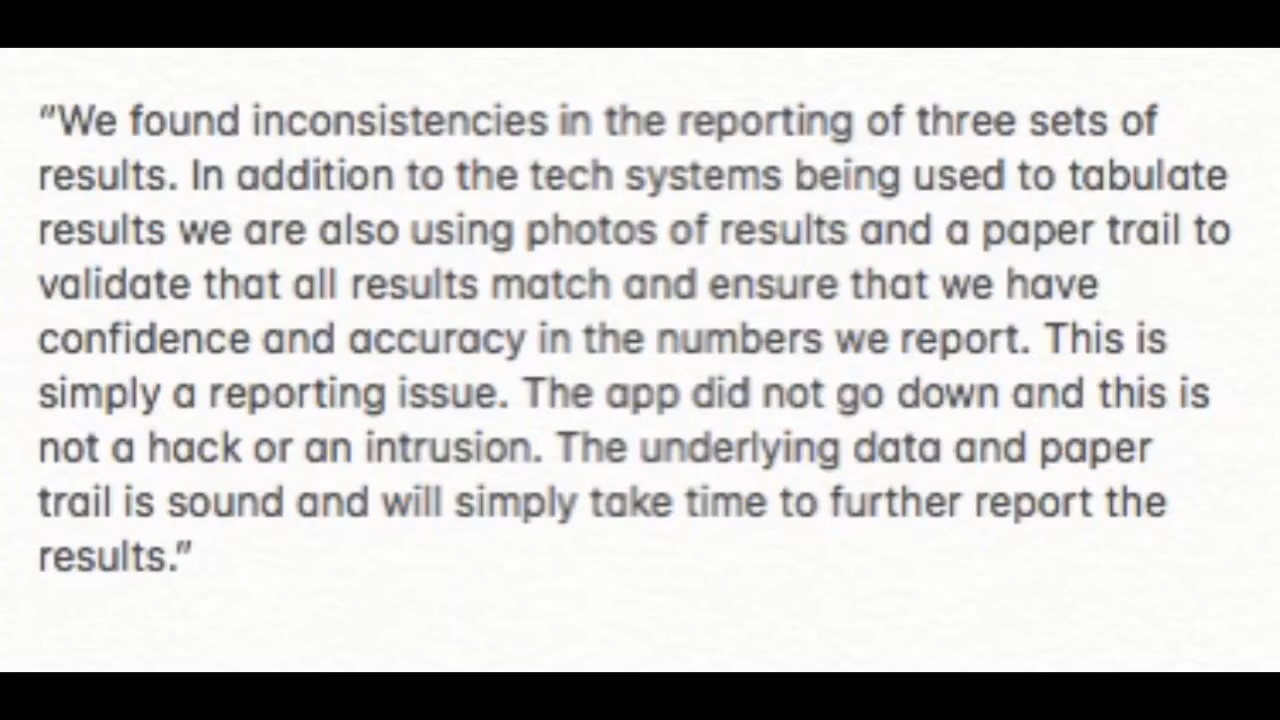 "We found inconsistencies in the reporting of three sets of
results. In addition to the tech systems being used to tabulate
results we are also using photos of results and a paper trail to
validate that all results match and ensure that we have
confidence and accuracy in the numbers we report. This is
simply a reporting issue. The app did not go down and this is
not a hack or an intrusion. The underlying data and paper
trail is sound and will simply take time to further report the
results."